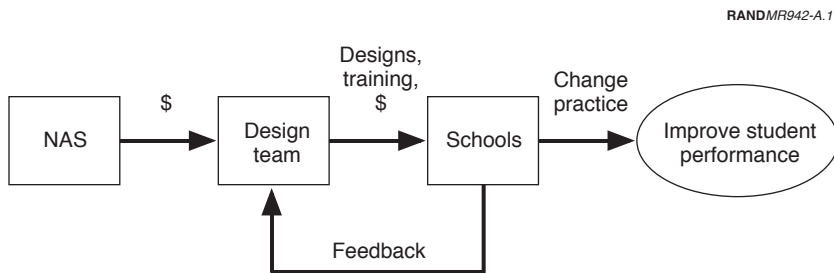 RANDMR942-A.1
NAS
$
Design
team
Designs,
training,
$
Schools
Change
practice
Improve student
performance
Feedback